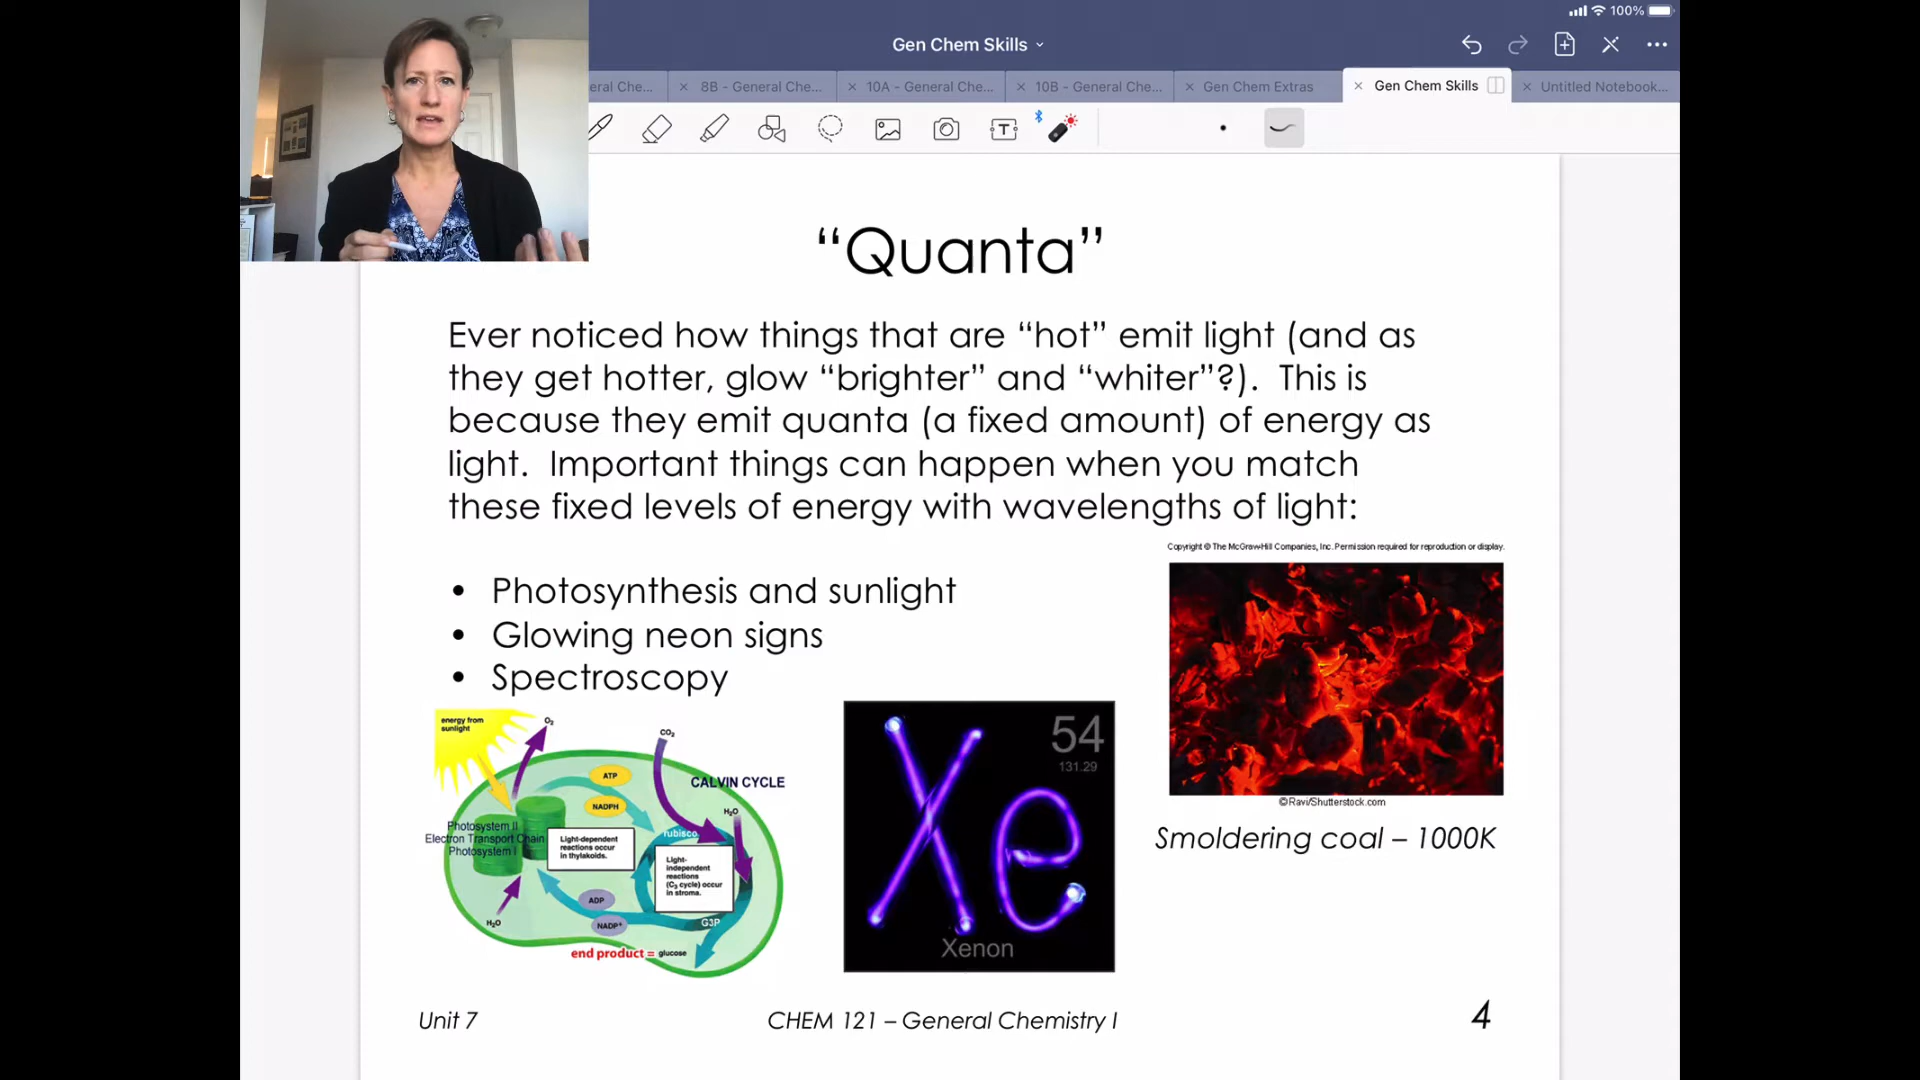 100%
Gen Chem Skills
eral Che...
8B - General Che...
10A - General Che...
10B - General Che...
Gen Chem Extras
Gen Chem Skills
Untitled Notebook...
T
“Quanta”
Ever noticed how things that are “hot” emit light (and as
they get hotter, glow “brighter” and “whiter”?).  This is
because they emit quanta (a fixed amount) of energy as
light.  Important things can happen when you match
these fixed levels of energy with wavelengths of light:
• Photosynthesis and sunlight
• Glowing neon signs
• Spectroscopy
Copyright © The McGraw-Hill Companies, Inc. Permission required for reproduction or display.
©Ravi/Shutterstock.com
Smoldering coal – 1000K
energy from
sunlight
O₂
CO₂
ATP
NADPH
CALVIN CYCLE
H₂O
rubisco
Photosystem II
Electron Transport Chain
Photosystem I
Light-dependent
reactions occur
in thylakoids.
Light-
independent
reactions
(C₃ cycle) occur
in stroma.
ADP
NADP⁺
H₂O
G3P
end product = glucose
54
131.29
Xe
Xenon
Unit 7
CHEM 121 – General Chemistry I
4